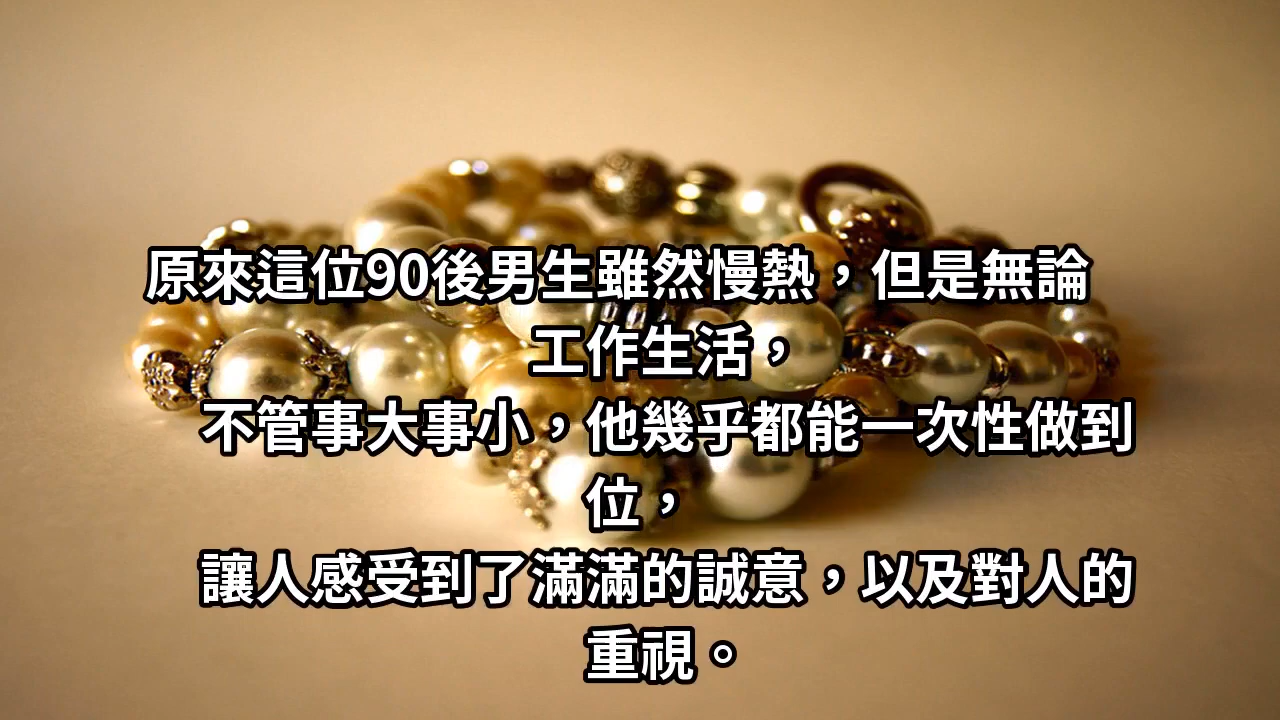 原來這位90後男生雖然慢熱，但是無論
工作生活，
不管事大事小，他幾乎都能一次性做到
位，
讓人感受到了滿滿的誠意，以及對人的
重視。